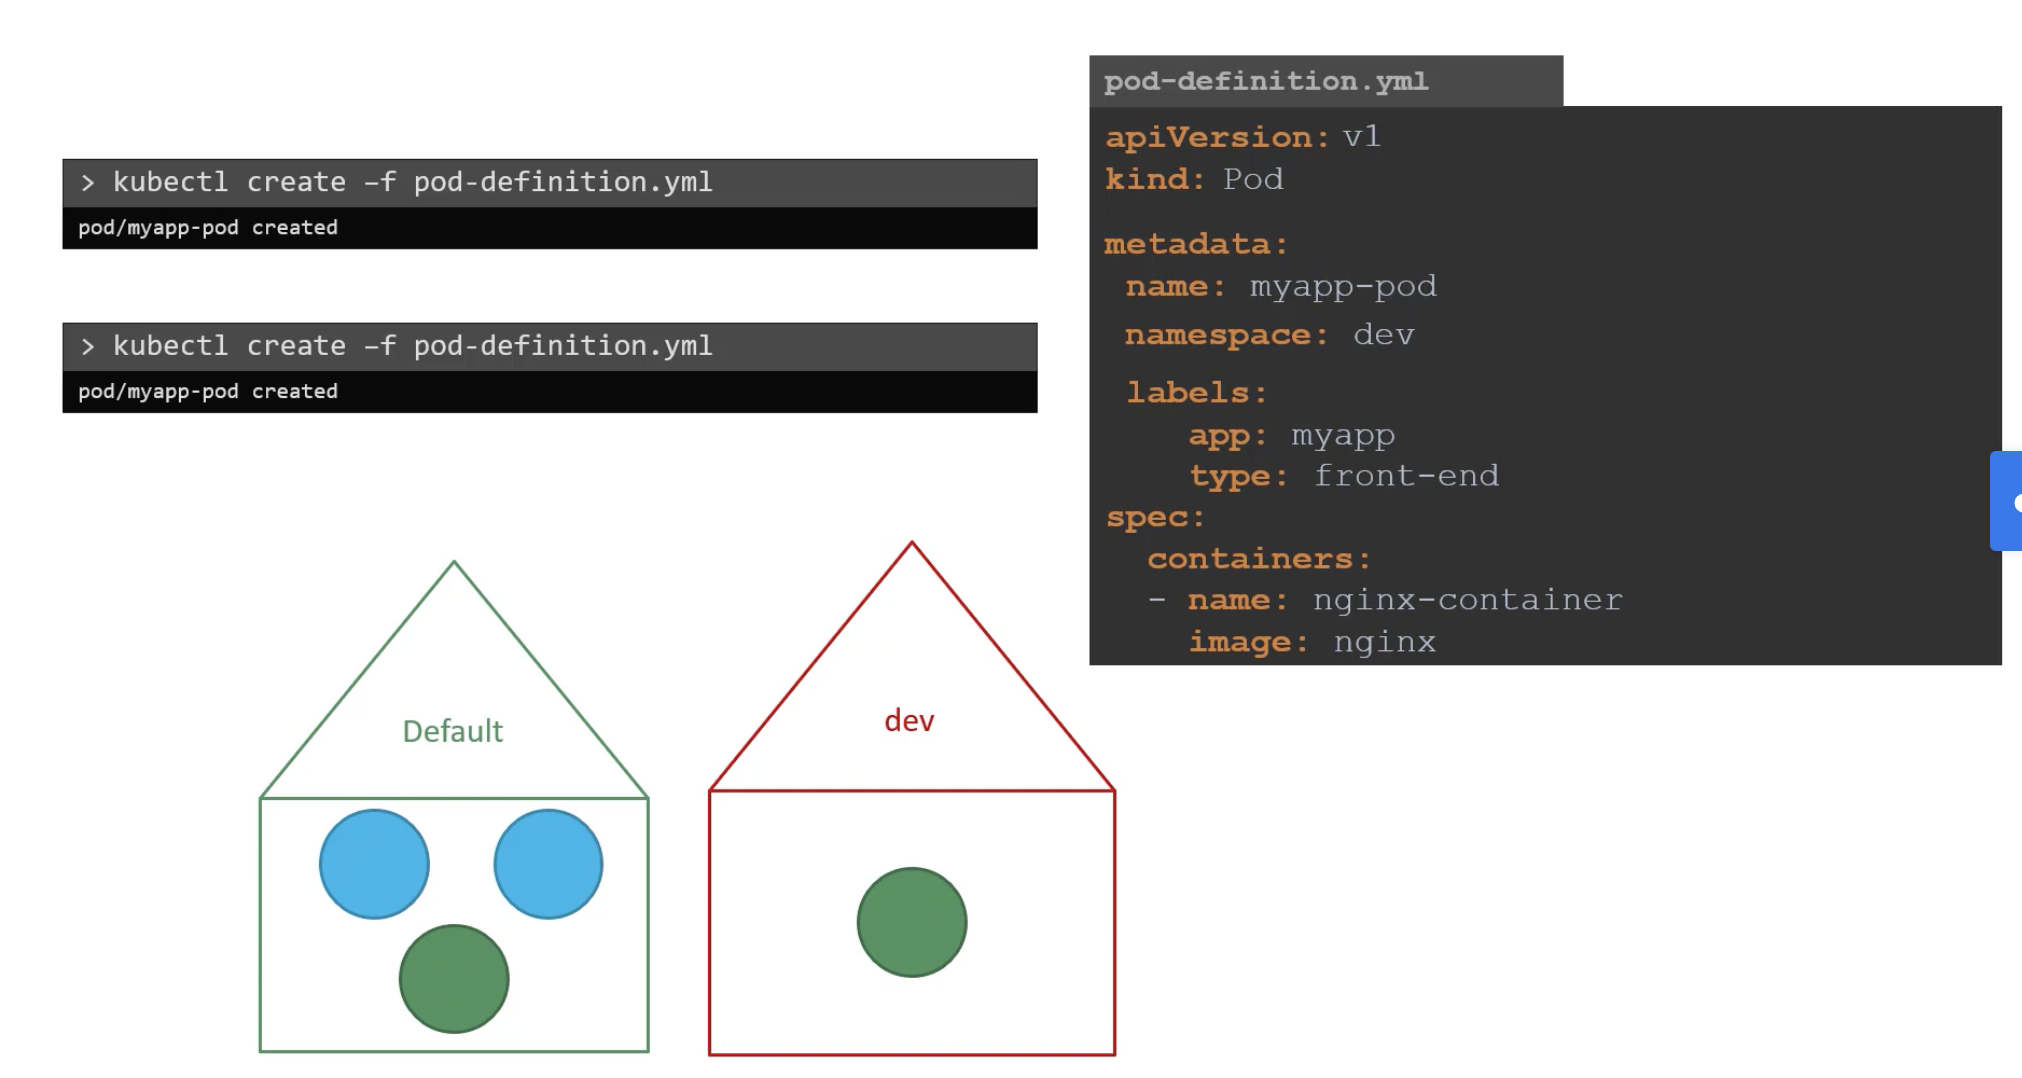 > kubectl create –f pod-definition.yml
pod/myapp-pod created
> kubectl create –f pod-definition.yml
pod/myapp-pod created
Default
dev
pod-definition.yml
apiVersion: v1
kind: Pod
metadata:
name: myapp-pod
namespace: dev
labels:
app: myapp
type: front-end
spec:
containers:
- name: nginx-container
image: nginx